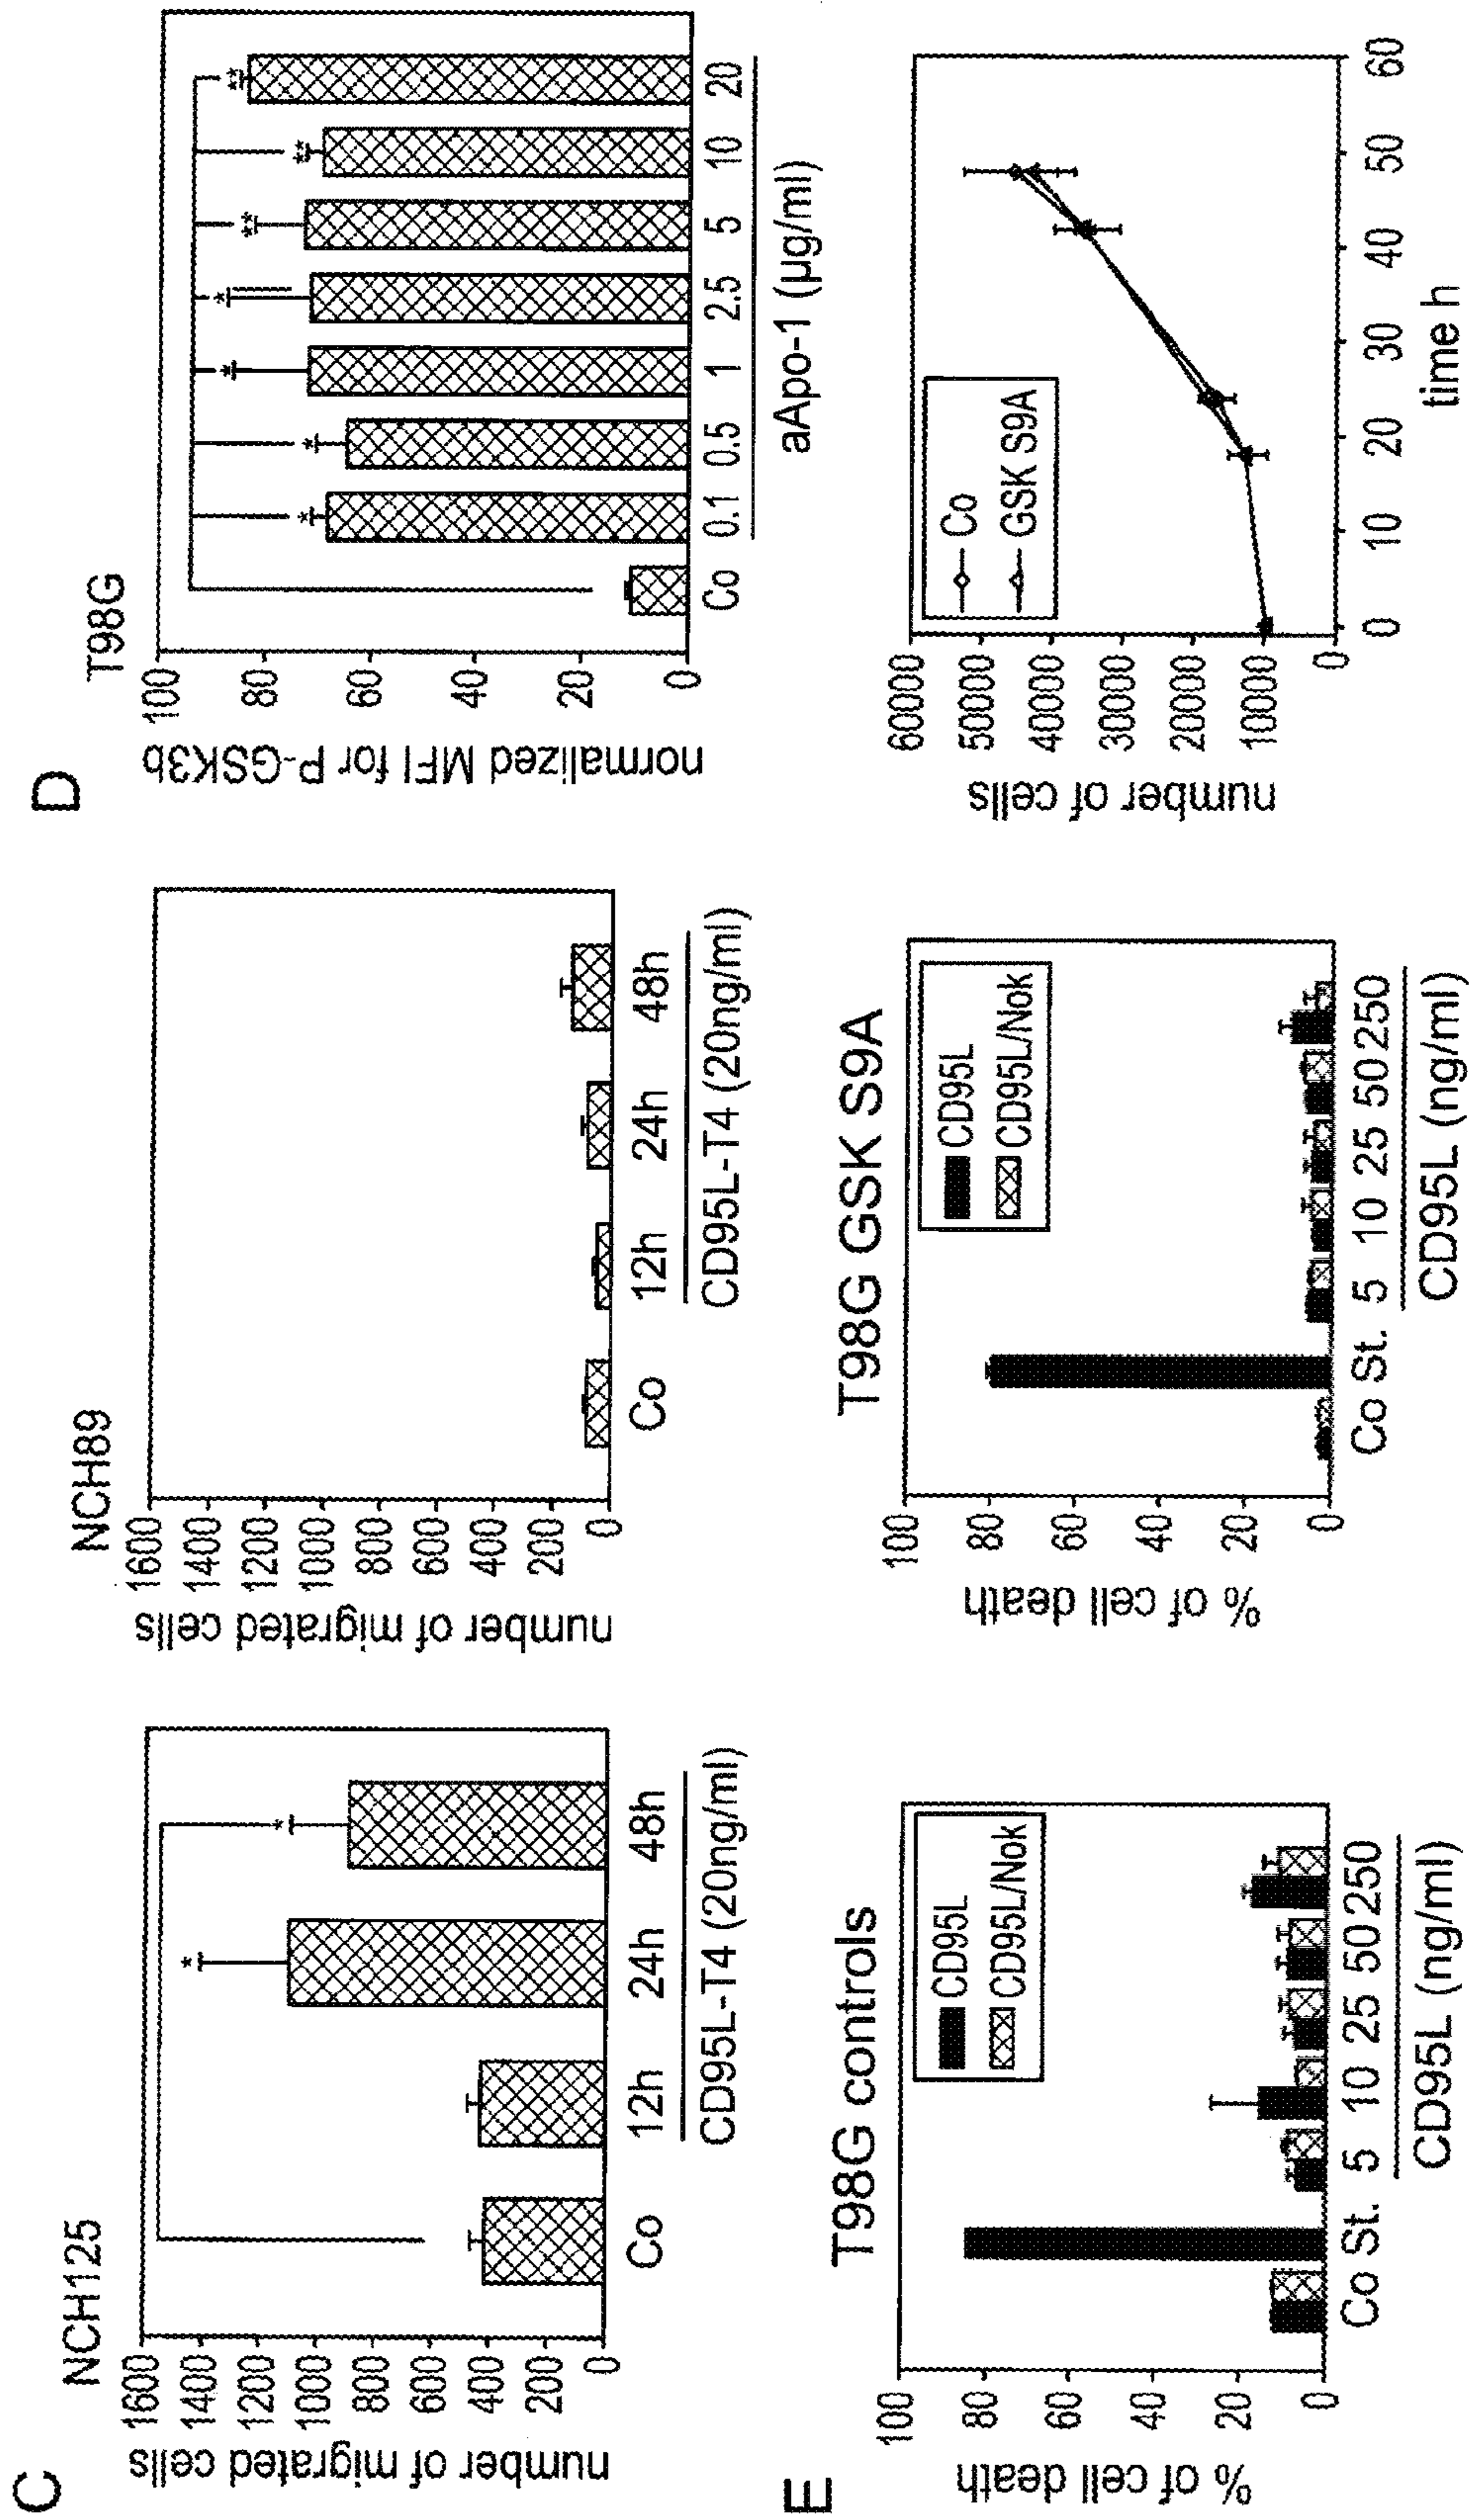 C
NCH125
number of migrated cells
1600
1400
1200
1000
800
600
400
200
0
*
*
Co 12h 24h 48h
CD95L-T4 (20ng/ml)
NCH89
number of migrated cells
1600
1400
1200
1000
800
600
400
200
0
Co 12h 24h 48h
CD95L-T4 (20ng/ml)
D
T98G
normalized MFI for P-GSK3b
100
80
60
40
20
0
* * * * ** ** **
Co 0.1 0.5 1 2.5 5 10 20
aApo-1 (µg/ml)
E
T98G controls
% of cell death
100
80
60
40
20
0
CD95L
CD95L/Nok
Co St. 5 10 25 50 250
CD95L (ng/ml)
T98G GSK S9A
% of cell death
100
80
60
40
20
0
CD95L
CD95L/Nok
Co St. 5 10 25 50 250
CD95L (ng/ml)
number of cells
60000
50000
40000
30000
20000
10000
0
Co
GSK S9A
0 10 20 30 40 50 60
time h